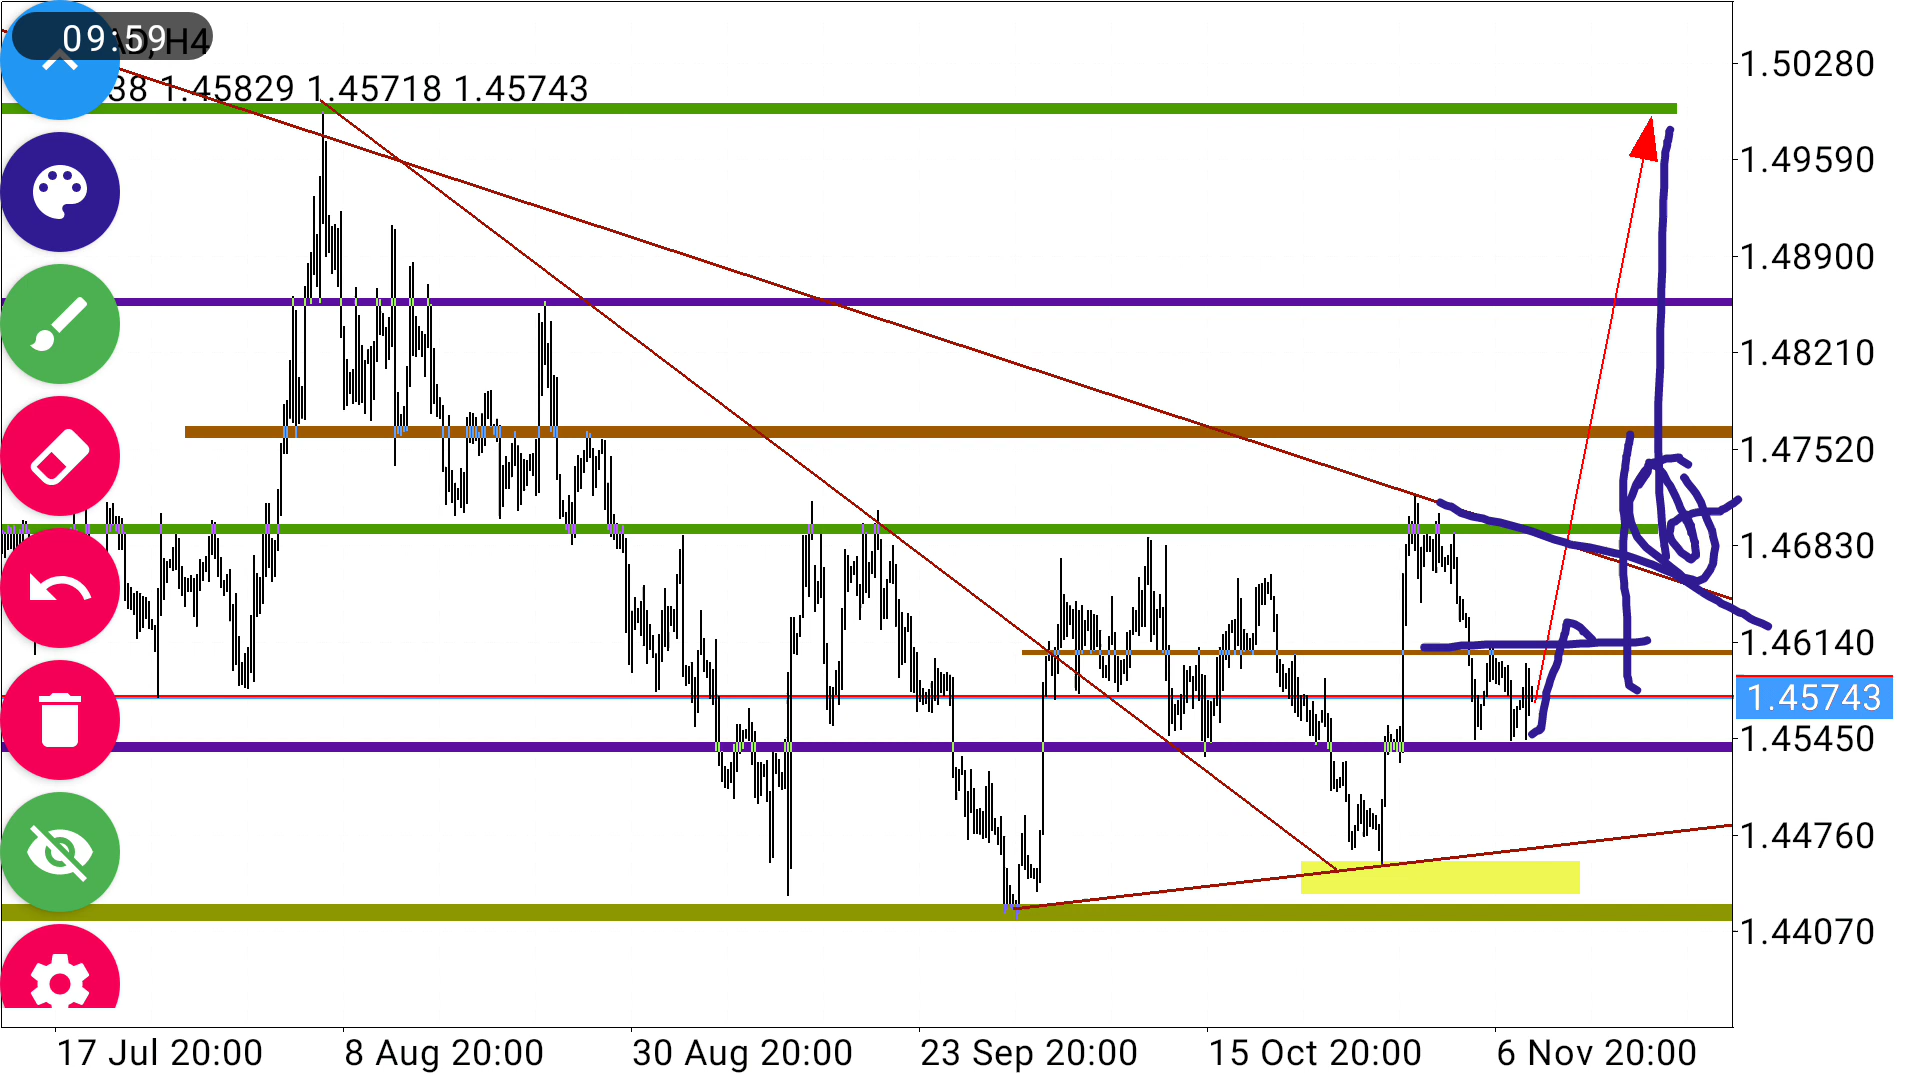 09:59
H4
38 1.45829 1.45718 1.45743
1.50280
1.49590
1.48900
1.48210
1.47520
1.46830
1.46140
1.45743
1.45450
1.44760
1.44070
17 Jul 20:00
8 Aug 20:00
30 Aug 20:00
23 Sep 20:00
15 Oct 20:00
6 Nov 20:00